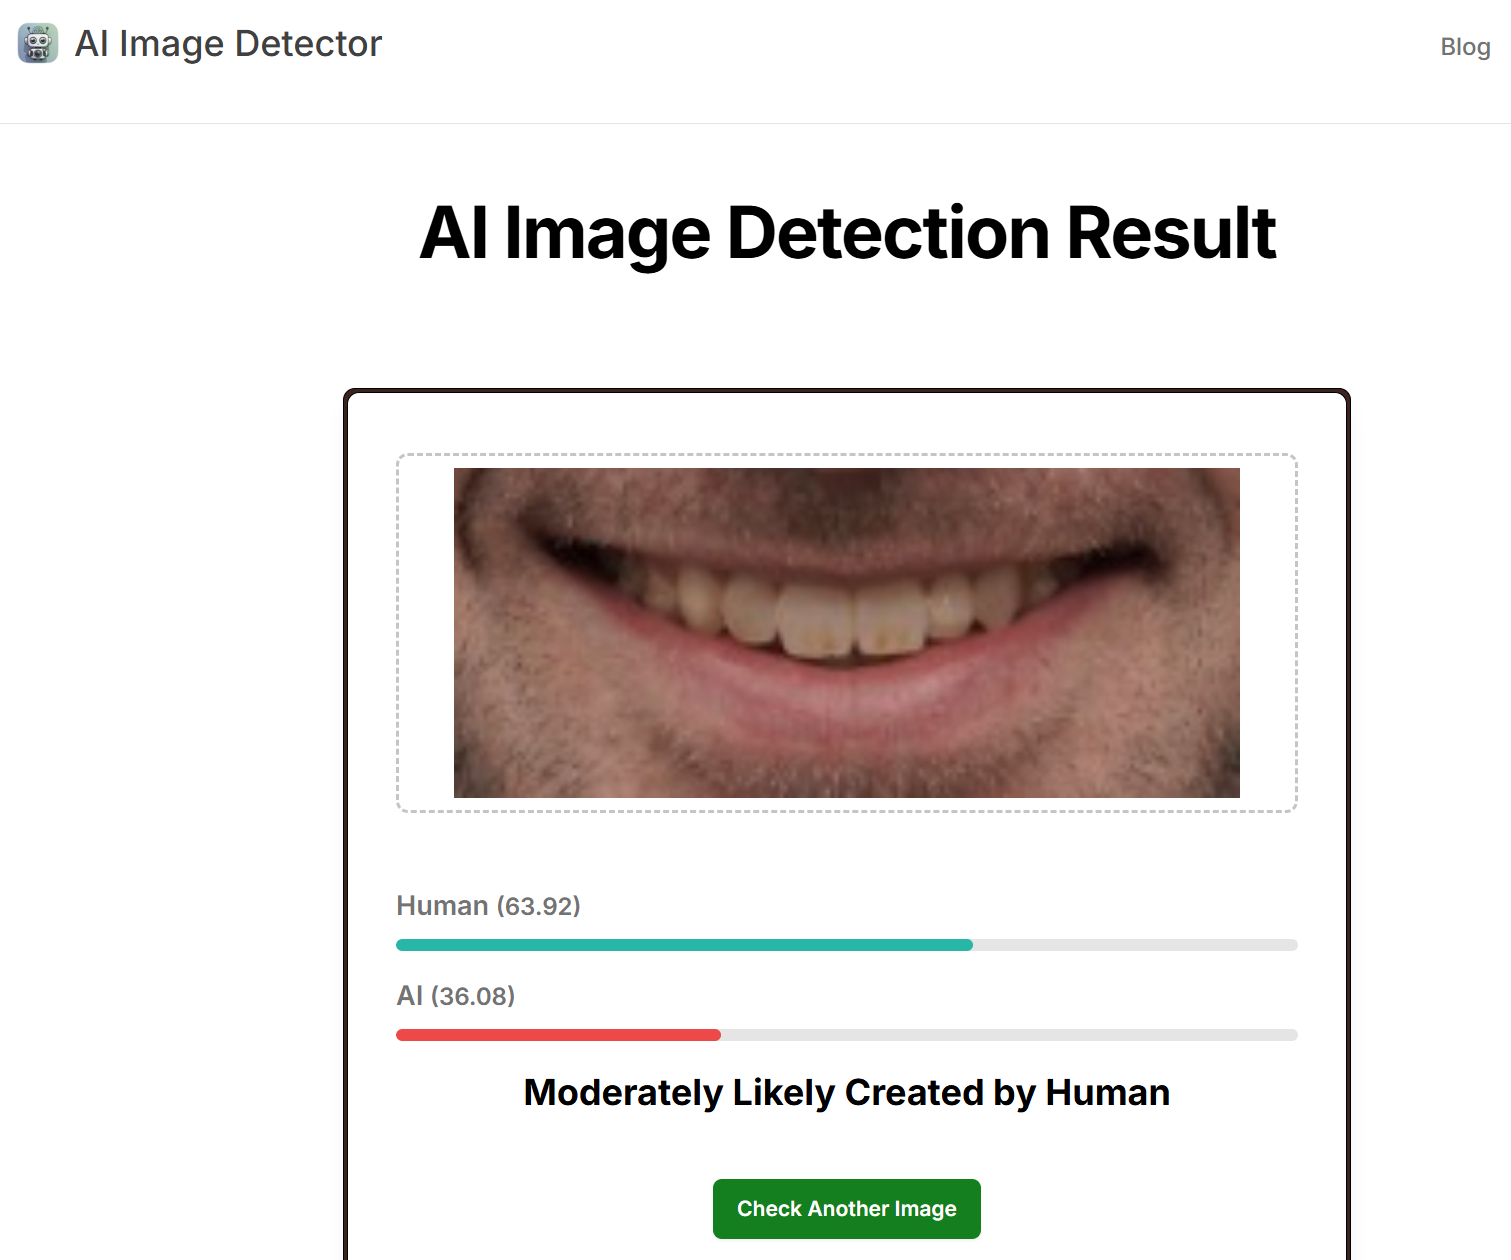 AI Image Detector
Blog
AI Image Detection Result
Human (63.92)
AI (36.08)
Moderately Likely Created by Human
Check Another Image